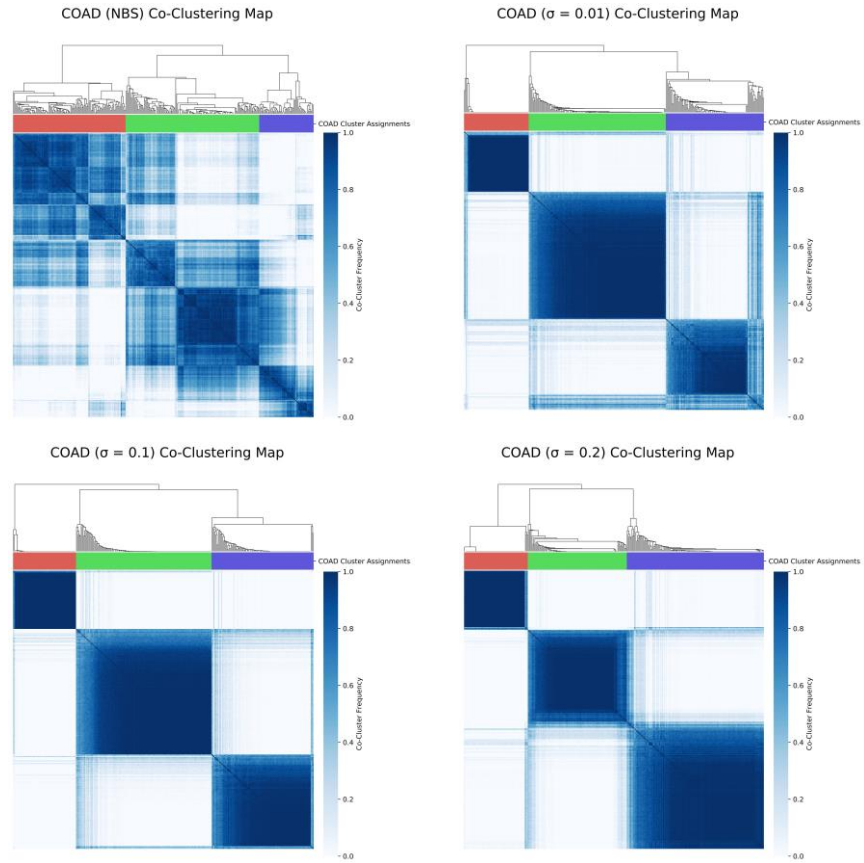 COAD (NBS) Co-Clustering Map
COAD Cluster Assignments
1.0
0.8
0.6
0.4
0.2
0.0
Co-Cluster Frequency
COAD (σ = 0.01) Co-Clustering Map
COAD Cluster Assignments
1.0
0.8
0.6
0.4
0.2
0.0
Co-Cluster Frequency
COAD (σ = 0.1) Co-Clustering Map
COAD Cluster Assignments
1.0
0.8
0.6
0.4
0.2
0.0
Co-Cluster Frequency
COAD (σ = 0.2) Co-Clustering Map
COAD Cluster Assignments
1.0
0.8
0.6
0.4
0.2
0.0
Co-Cluster Frequency